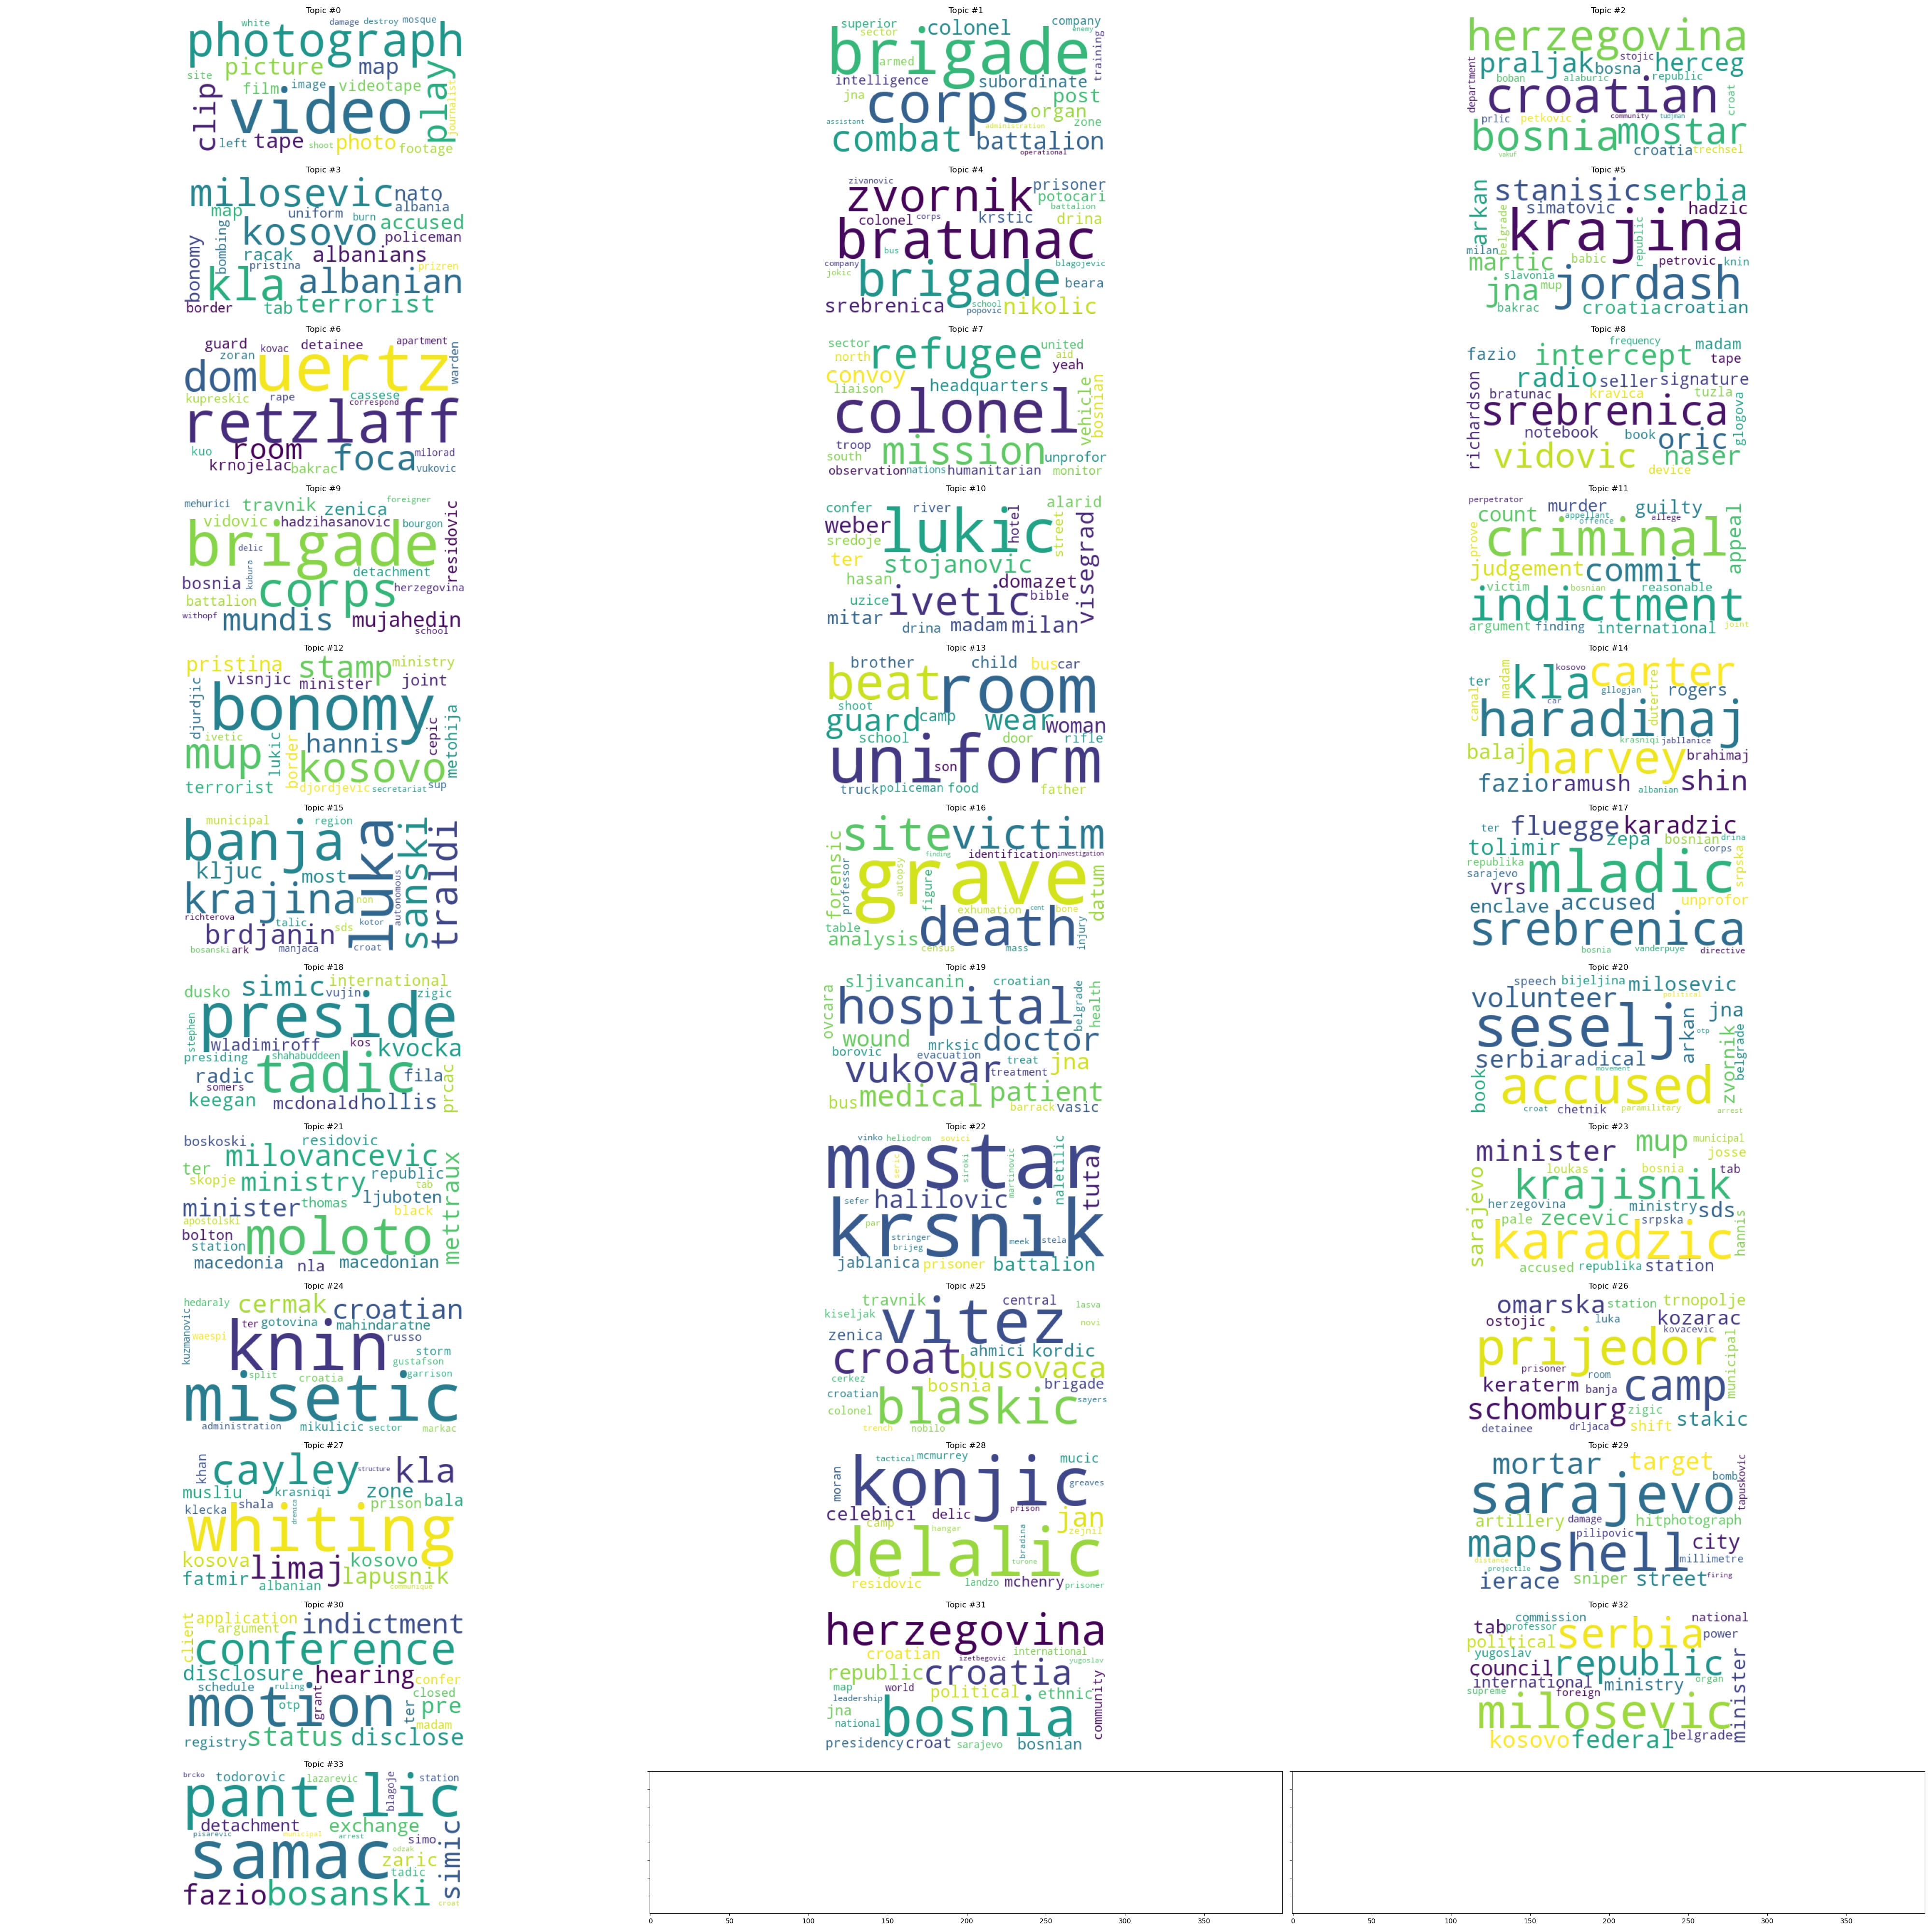 Topic #0
white damage destroy mosque
photograph
site picture map
film image videotape
clip video play journalist
left tape shoot photo footage
Topic #1
superior sector colonel company enemy
brigade training
armed
intelligence subordinate
jna corps post organ
assistant administration zone
combat battalion
operational
Topic #2
herzegovina
praljak stojic bosna herceg
department boban alaburic republic croat
croatian
prlic petkovic community tudjman
bosnia mostar
vakuf croatia trechsel
Topic #3
milosevic nato
map uniform burn albania
kosovo accused
bonomy bombing racak albanians policeman
pristina prizren
kla albanian
border tab terrorist
Topic #4
zivanovic zvornik prisoner
potocari battalion
colonel corps krstic drina
bratunac
bus
company jokic brigade blagojevic
beara
srebrenica school popovic nikolic
Topic #5
arkan stanisic serbia
simatovic hadzic
belgrade krajina republic
milan martic babic petrovic knin
slavonia
jna mup jordash
bakrac croatia croatian
Topic #6
guard kovac detainee apartment
zoran uertz warden
dom
kupreskic rape cassese
correspond
retzlaff
room
kuo foca milorad
krnojelac bakrac vukovic
Topic #7
sector refugee united
north aid yeah
convoy
liaison headquarters vehicle bosnian
colonel
troop mission
south unprofor
observation nations humanitarian monitor
Topic #8
frequency madam
fazio intercept tape
radio seller signature
richardson bratunac kravica tuzla
srebrenica glogova
notebook book oric
vidovic naser
device
Topic #9
mehurici travnik foreigner
zenica
vidovic hadzihasanovic bourgon residovic
brigade
delic
kubura detachment
bosnia corps herzegovina
battalion
withopf mundis mujahedin
school
Topic #10
confer river alarid
weber lukic hotel street visegrad
sredoje
ter stojanovic
hasan domazet
uzice ivetic bible
mitar
drina madam milan
Topic #11
perpetrator murder guilty
count appellant allege appeal
offence
prove criminal
judgement commit
victim bosnian reasonable
indictment
argument finding international joint
Topic #12
pristina stamp ministry
visnjic minister joint
djurdjic bonomy cepic metohija
ivetic
mup lukic border hannis
kosovo
terrorist djordjevic secretariat sup
Topic #13
brother child bus car
beat room
shoot
guard camp wear woman
school door rifle
uniform
son
truck policeman food father
Topic #14
ter madam kla kosovo carter
canal gllogjan rogers
car dutertre
haradinaj
krasniqi jabllanice
balaj harvey brahimaj
fazio ramush albanian shin
Topic #15
municipal region
banja luka sanski traldi
kljuc most
krajina non autonomous
richterova talic
brdjanin sds kotor
bosanski ark manjaca croat
Topic #16
forensic site victim
finding identification investigation
professor grave datum
autopsy figure
exhumation cent bone
table death injury
analysis census mass
Topic #17
ter fluegge karadzic
tolimir zepa bosnian drina
republika corps
sarajevo mladic srpska
vrs
enclave accused unprofor
srebrenica
bosnia vanderpuye directive
Topic #18
simic international
dusko vujin zigic
stephen preside
wladimiroff kos kvocka
presiding shahabuddeen
radic tadic fila prcac
somers
keegan mcdonald hollis
Topic #19
sljivancanin croatian
ovcara hospital belgrade health
wound doctor
borovic mrksic
evacuation treat jna
vukovar treatment
bus medical patient
barrack vasic
Topic #20
speech bijeljina milosevic
volunteer political jna
seselj arkan otp
serbia radical zvornik belgrade
movement
book accused
croat chetnik paramilitary arrest
Topic #21
boskoski residovic
milovancevic
ter republic
skopje ministry tab mettraux
minister thomas ljuboten
apostolski black
bolton moloto
station
macedonia nla macedonian
Topic #22
vinko heliodrom sovici
mostar
siroki martinovic naletilic tuta
sefer halilovic
krsnik
par stringer meek stela
brijeg
jablanica prisoner battalion
Topic #23
minister mup municipal
josse
loukas bosnia tab
sarajevo krajisnik
herzegovina ministry sds
pale zecevic srpska
karadzic hannis
accused republika station
Topic #24
hedaraly cermak croatian
kuzmanovic ter gotovina mahindaratne
maespi knin russo
storm
gustafson
split croatia garrison
misetic
administration mikulicic sector markac
Topic #25
travnik central lasva
kiseljak vitez novi
zenica
croat ahmici kordic
busovaca
cerkez bosnia brigade
croatian blaskic sayers
colonel
trench nobilo
Topic #26
omarska station trnopolje
ostojic luka kozarac
kovacevic
prijedor municipal
prisoner
keraterm room banja camp
schomburg zigic
detainee drljaca shift stakic
Topic #27
khan cayley structure kla
musliu krasniqi zone
klecka shala drenica prison bala
whiting
kosova limaj kosovo
fatmir lapusnik
albanian communique
Topic #28
tactical mcmurrey mucic
moran konjic greaves
celebici delic prison jan
camp hangar zejnil
delalic
bradina
turone
residovic landzo mchenry prisoner
Topic #29
mortar target
bomb tapuskovic
sarajevo
artillery damage hit photograph
pilipovic
map shell city
distance millimetre
projectile
ierace sniper street firing
Topic #30
client application indictment
argument
conference
disclosure hearing confer
schedule ruling closed
motion grant otp ter pre
madam
registry status disclose
Topic #31
herzegovina
croatian izetbegovic international
republic croatia yugoslav
map world
leadership political ethnic community
jna bosnia
national
presidency croat sarajevo bosnian
Topic #32
commission national
tab professor serbia
political power
yugoslav
council republic minister
international ministry organ
supreme foreign
milosevic
kosovo federal belgrade
Topic #33
brcko todorovic lazarevic station
pantelic blagoje
detachment exchange
pisarevic municipal arrest simo
samac odzak simic
zaric
tadic
fazio bosanski croat
0 50 100 150 200 250 300 350
0 50 100 150 200 250 300 350